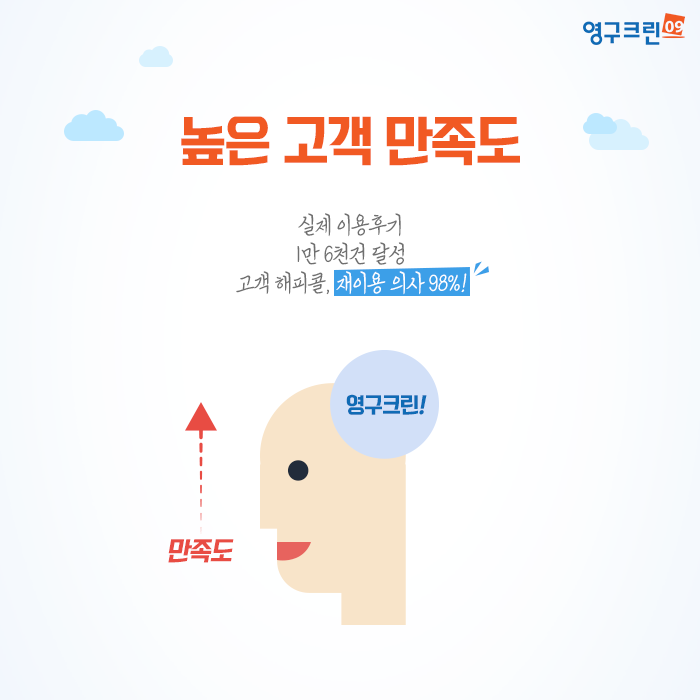 영구크린 09
높은 고객 만족도
실제 이용후기
1만 6천건 달성
고객 해피콜, 재이용 의사 98%!
영구크린!
만족도